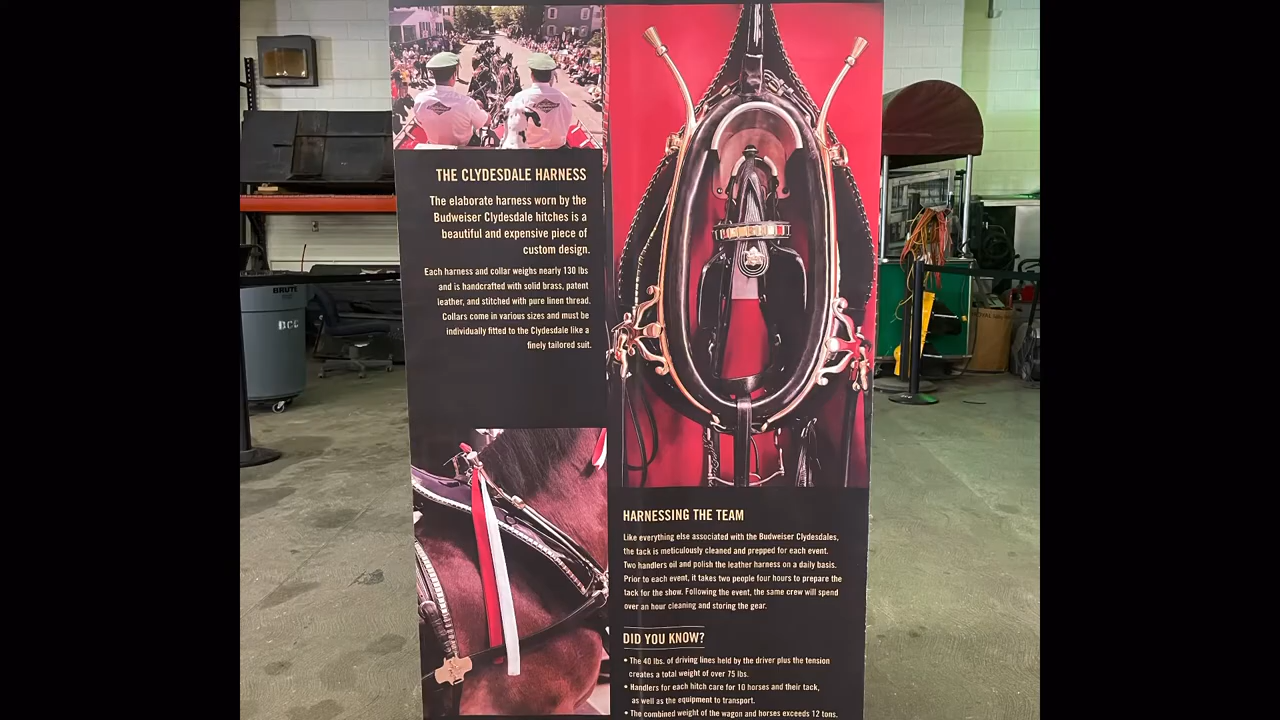 THE CLYDESDALE HARNESS
The elaborate harness worn by the
Budweiser Clydesdale hitches is a
beautiful and expensive piece of
custom design.
Each harness and collar weighs nearly 130 lbs
and is handcrafted with solid brass, patent
leather, and stitched with pure linen thread.
Collars come in various sizes and must be
individually fitted to the Clydesdale like a
finely tailored suit.
HARNESSING THE TEAM
Like everything else associated with the Budweiser Clydesdales,
the tack is meticulously cleaned and prepped for each event.
Two handlers oil and polish the leather harness on a daily basis.
Prior to each event, it takes two people four hours to prepare the
tack for the show. Following the event, the same crew will spend
over an hour cleaning and storing the gear.
DID YOU KNOW?
• The 40 lbs. of driving lines held by the driver plus the tension
creates a total weight of over 75 lbs.
• Handlers for each hitch care for 10 horses and their tack,
as well as the equipment to transport.
• The combined weight of the wagon and horses exceeds 12 tons.
BRUTE